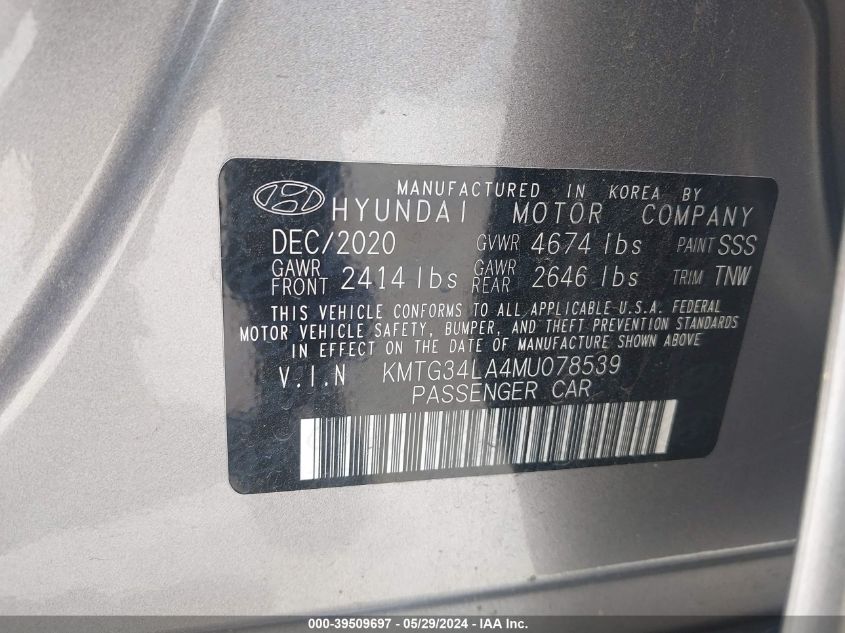 MANUFACTURED IN KOREA BY
HYUNDAI MOTOR COMPANY
DEC/2020 GVWR 4674 lbs PAINT SSS
GAWR FRONT 2414 lbs GAWR REAR 2646 lbs TRIM TNW
THIS VEHICLE CONFORMS TO ALL APPLICABLE U.S.A. FEDERAL
MOTOR VEHICLE SAFETY, BUMPER, AND THEFT PREVENTION STANDARDS
IN EFFECT ON THE DATE OF MANUFACTURE SHOWN ABOVE
V.I.N KMTG34LA4MU078539
PASSENGER CAR
000-39509697 - 05/29/2024 - IAA Inc.